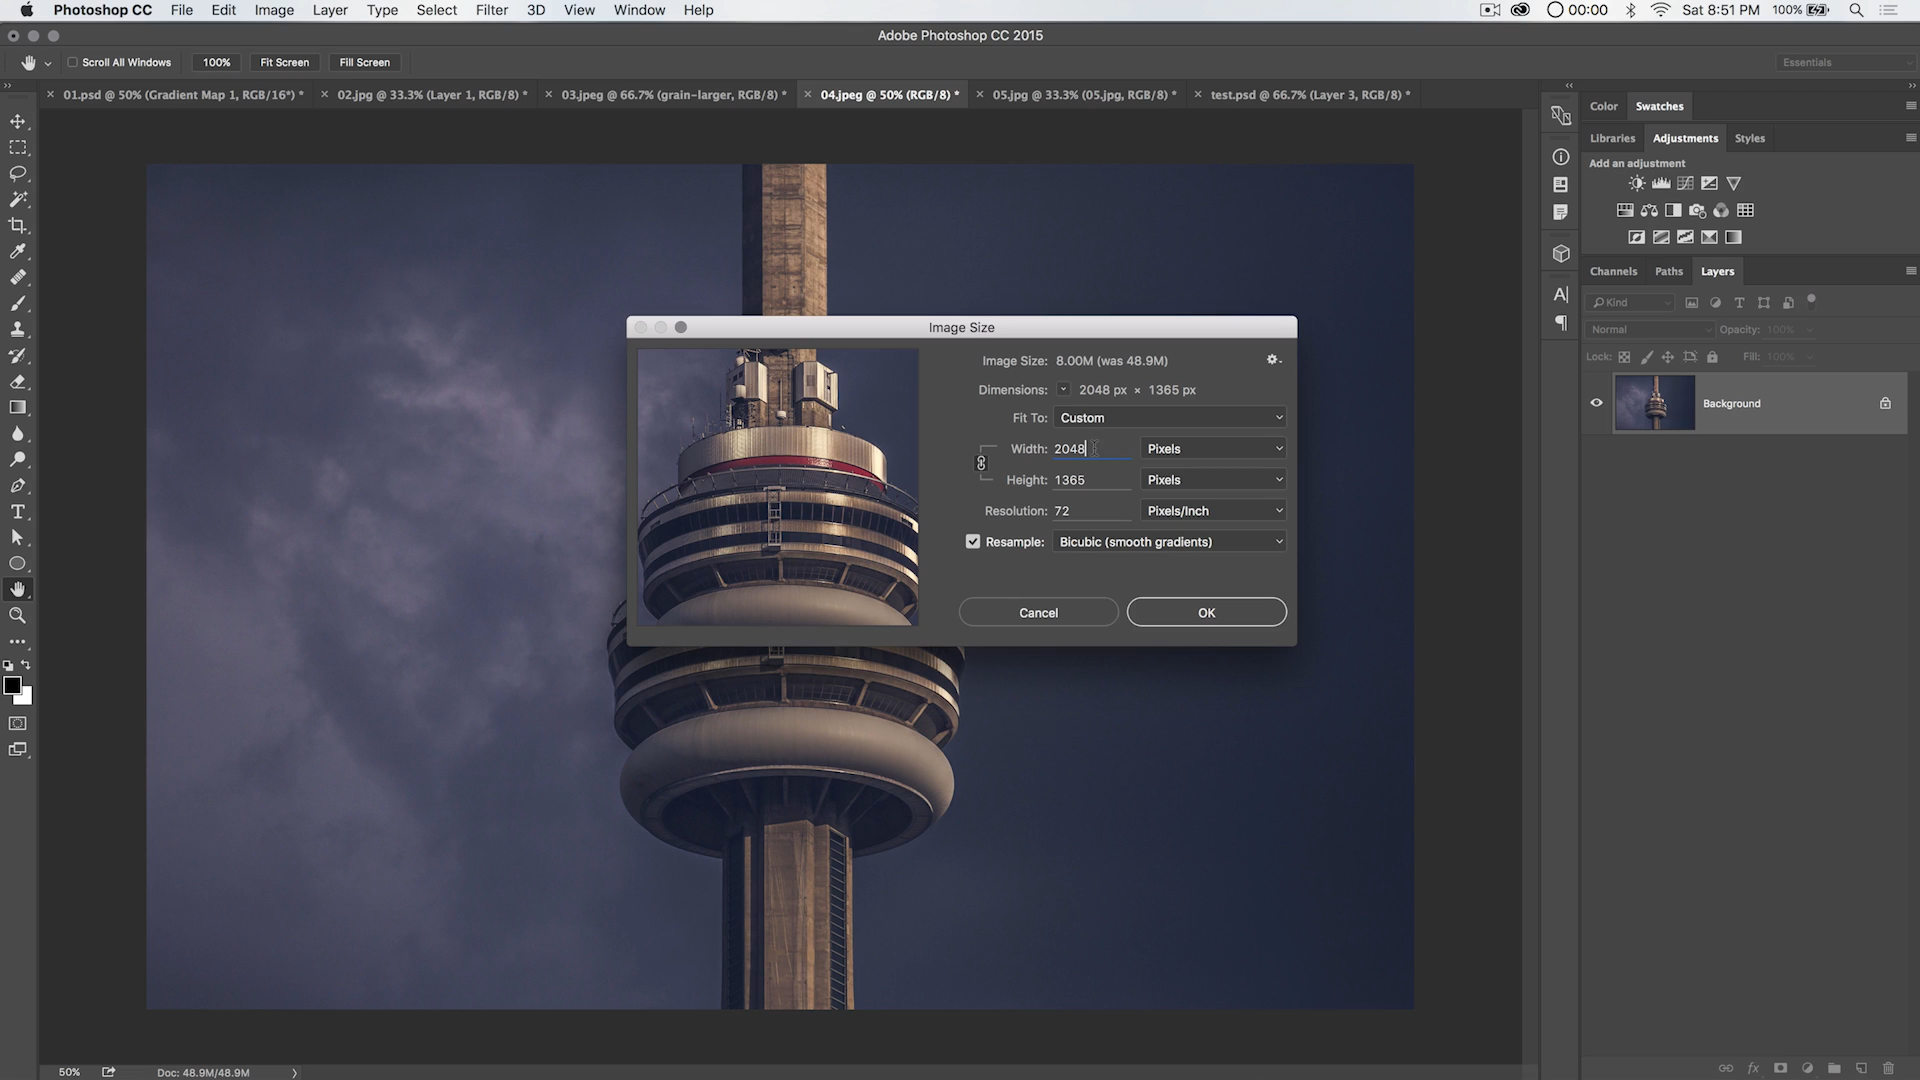 Photoshop CC File Edit Image Layer Type Select Filter 3D View Window Help 00:00 Sat 8:51 PM 100%
Adobe Photoshop CC 2015
Scroll All Windows 100% Fit Screen Fill Screen Essentials
01.psd @ 50% (Gradient Map 1, RGB/16*) * 02.jpg @ 33.3% (Layer 1, RGB/8) * 03.jpeg @ 66.7% (grain-larger, RGB/8) * 04.jpeg @ 50% (RGB/8) * 05.jpg @ 33.3% (05.jpg, RGB/8) * test.psd @ 66.7% (Layer 3, RGB/8) *
Color Swatches
Libraries Adjustments Styles
Add an adjustment
Channels Paths Layers
Kind
Normal Opacity: 100%
Lock: Fill: 100%
Background
Image Size
Image Size: 8.00M (was 48.9M)
Dimensions: 2048 px × 1365 px
Fit To: Custom
Width: 2048 Pixels
Height: 1365 Pixels
Resolution: 72 Pixels/Inch
Resample: Bicubic (smooth gradients)
Cancel OK
50% Doc: 48.9M/48.9M